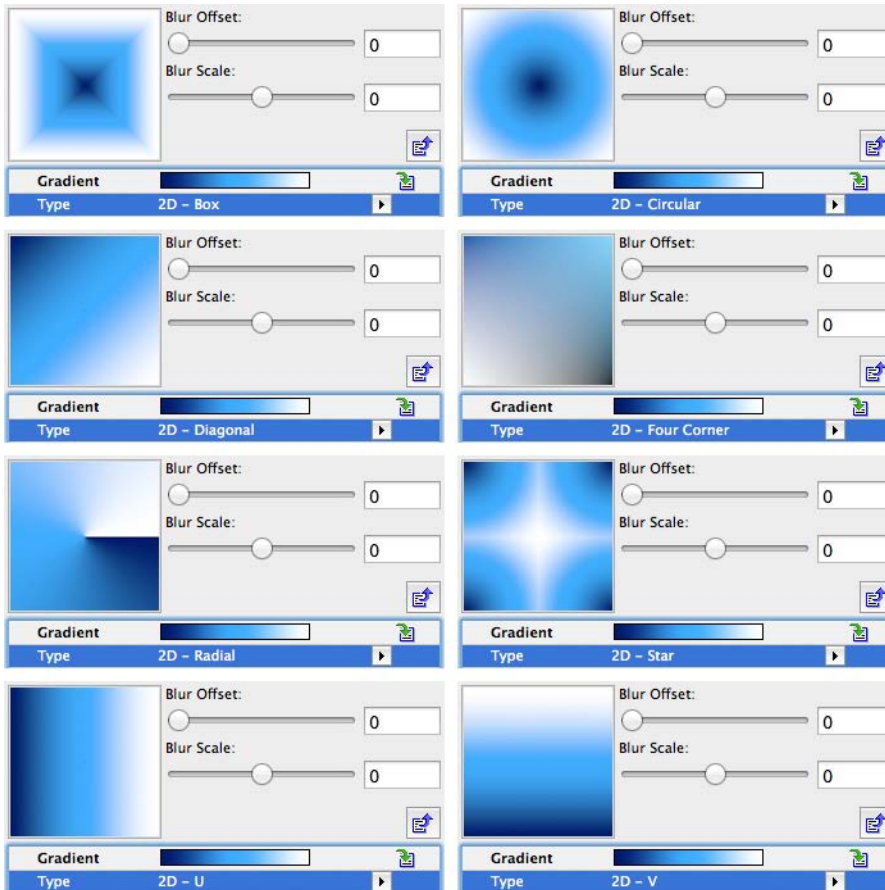 Blur Offset:
0
Blur Scale:
0
Gradient
Type 2D – Box
Blur Offset:
0
Blur Scale:
0
Gradient
Type 2D – Circular
Blur Offset:
0
Blur Scale:
0
Gradient
Type 2D – Diagonal
Blur Offset:
0
Blur Scale:
0
Gradient
Type 2D – Four Corner
Blur Offset:
0
Blur Scale:
0
Gradient
Type 2D – Radial
Blur Offset:
0
Blur Scale:
0
Gradient
Type 2D – Star
Blur Offset:
0
Blur Scale:
0
Gradient
Type 2D – U
Blur Offset:
0
Blur Scale:
0
Gradient
Type 2D – V